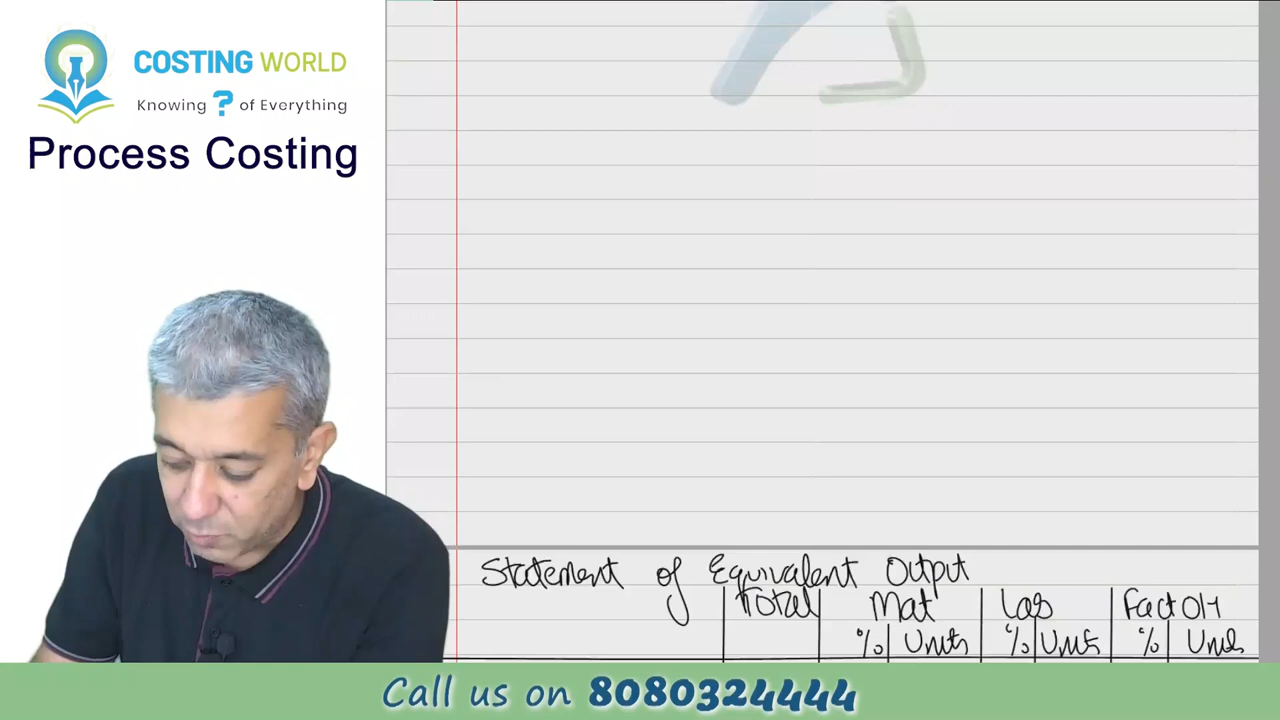 COSTING WORLD
Knowing ? of Everything
Process Costing
Statement of Equivalent Output
Total Mat Lab Fact OH
% Units % Units % Units
Call us on 8080324444